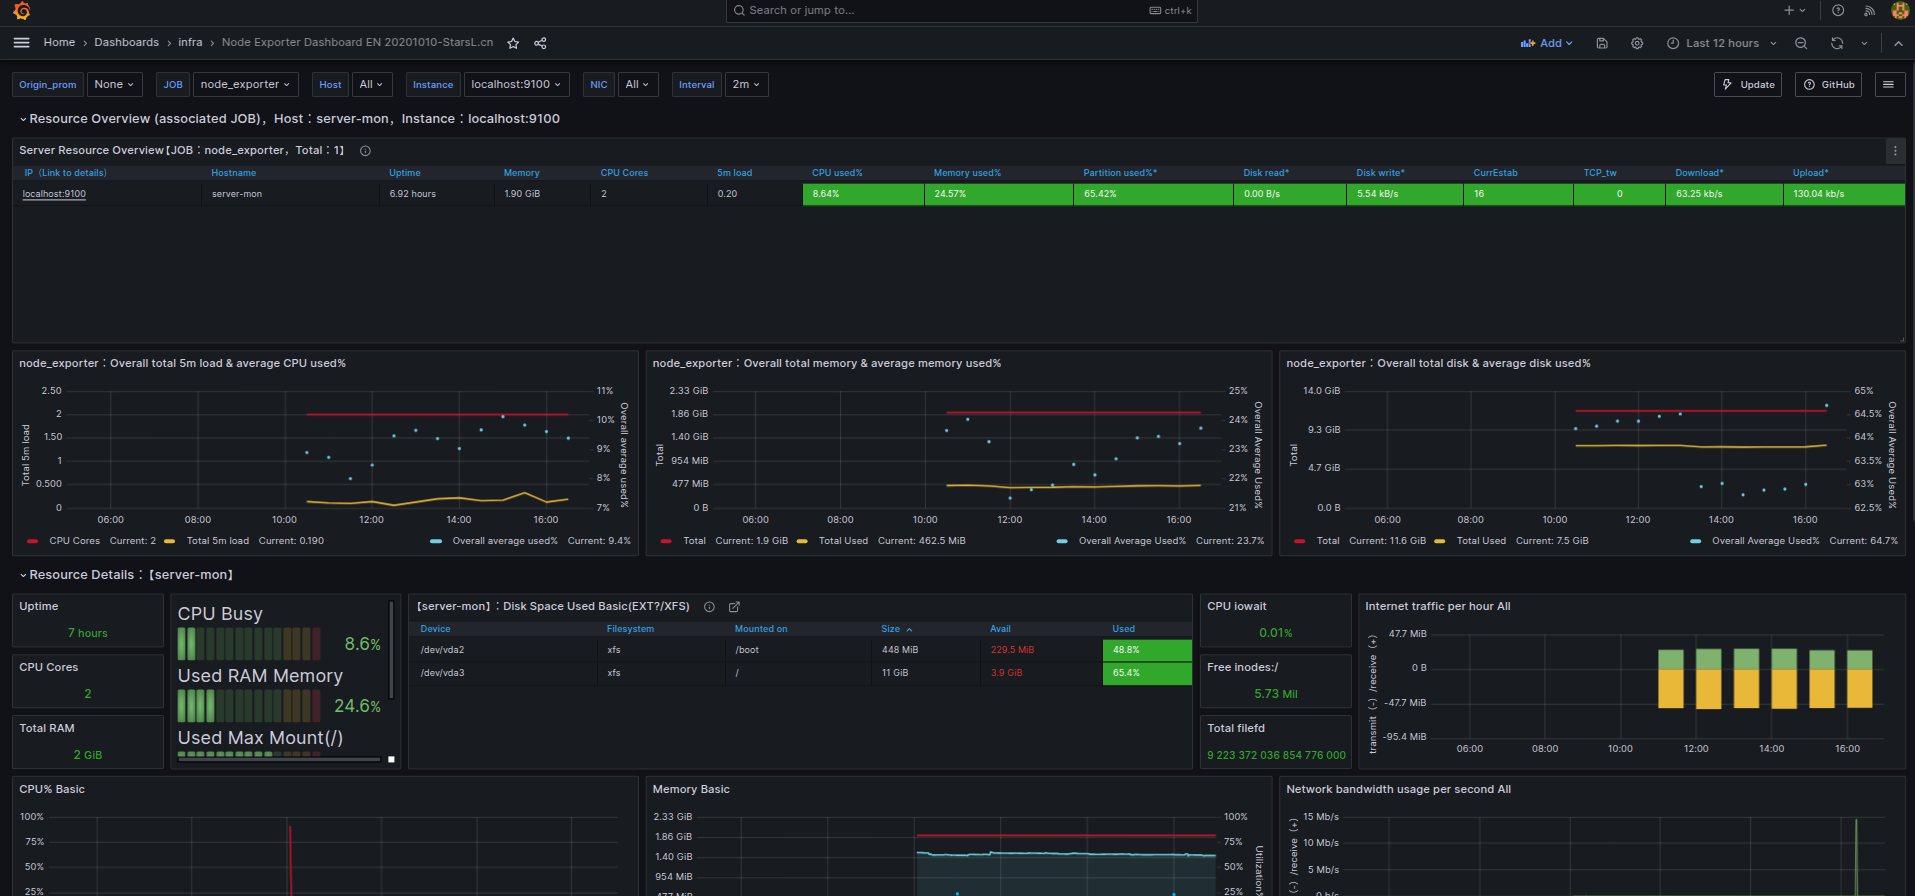 Search or jump to... ctrl+k
Home › Dashboards › infra › Node Exporter Dashboard EN 20201010-StarsL.cn
Add
Last 12 hours
Origin_prom None JOB node_exporter Host All Instance localhost:9100 NIC All Interval 2m Update GitHub
Resource Overview (associated JOB)，Host：server-mon，Instance：localhost:9100
Server Resource Overview【JOB：node_exporter，Total：1】
IP（Link to details) Hostname Uptime Memory CPU Cores 5m load CPU used% Memory used% Partition used%* Disk read* Disk write* CurrEstab TCP_tw Download* Upload*
localhost:9100 server-mon 6.92 hours 1.90 GiB 2 0.20 8.64% 24.57% 65.42% 0.00 B/s 5.54 kB/s 16 0 63.25 kb/s 130.04 kb/s
node_exporter：Overall total 5m load & average CPU used%
2.50
2
1.50
1
0.500
0
11%
10%
9%
8%
7%
Total 5m load
Overall average used%
06:00 08:00 10:00 12:00 14:00 16:00
CPU Cores Current: 2 Total 5m load Current: 0.190 Overall average used% Current: 9.4%
node_exporter：Overall total memory & average memory used%
2.33 GiB
1.86 GiB
1.40 GiB
954 MiB
477 MiB
0 B
25%
24%
23%
22%
21%
Total
Overall Average Used%
06:00 08:00 10:00 12:00 14:00 16:00
Total Current: 1.9 GiB Total Used Current: 462.5 MiB Overall Average Used% Current: 23.7%
node_exporter：Overall total disk & average disk used%
14.0 GiB
9.3 GiB
4.7 GiB
0.0 B
65%
64.5%
64%
63.5%
63%
62.5%
Total
Overall Average Used%
06:00 08:00 10:00 12:00 14:00 16:00
Total Current: 11.6 GiB Total Used Current: 7.5 GiB Overall Average Used% Current: 64.7%
Resource Details：【server-mon】
Uptime
7 hours
CPU Cores
2
Total RAM
2 GiB
CPU Busy
8.6%
Used RAM Memory
24.6%
Used Max Mount(/)
【server-mon】：Disk Space Used Basic(EXT?/XFS)
Device Filesystem Mounted on Size Avail Used
/dev/vda2 xfs /boot 448 MiB 229.5 MiB 48.8%
/dev/vda3 xfs / 11 GiB 3.9 GiB 65.4%
CPU iowait
0.01%
Free inodes:/
5.73 Mil
Total filefd
9 223 372 036 854 776 000
Internet traffic per hour All
47.7 MiB
0 B
-47.7 MiB
-95.4 MiB
transmit (-) /receive (+)
06:00 08:00 10:00 12:00 14:00 16:00
CPU% Basic
100%
75%
50%
25%
Memory Basic
2.33 GiB
1.86 GiB
1.40 GiB
954 MiB
477 MiB
100%
75%
50%
25%
Utilization%
Network bandwidth usage per second All
15 Mb/s
10 Mb/s
5 Mb/s
0 b/s
(-) /receive (+)